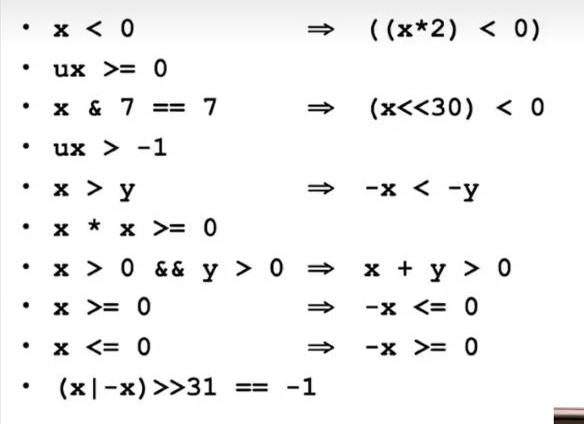 • x < 0 ⇒ ((x*2) < 0)
• ux >= 0
• x & 7 == 7 ⇒ (x<<30) < 0
• ux > -1
• x > y ⇒ -x < -y
• x * x >= 0
• x > 0 && y > 0 ⇒ x + y > 0
• x >= 0 ⇒ -x <= 0
• x <= 0 ⇒ -x >= 0
• (x|-x)>>31 == -1